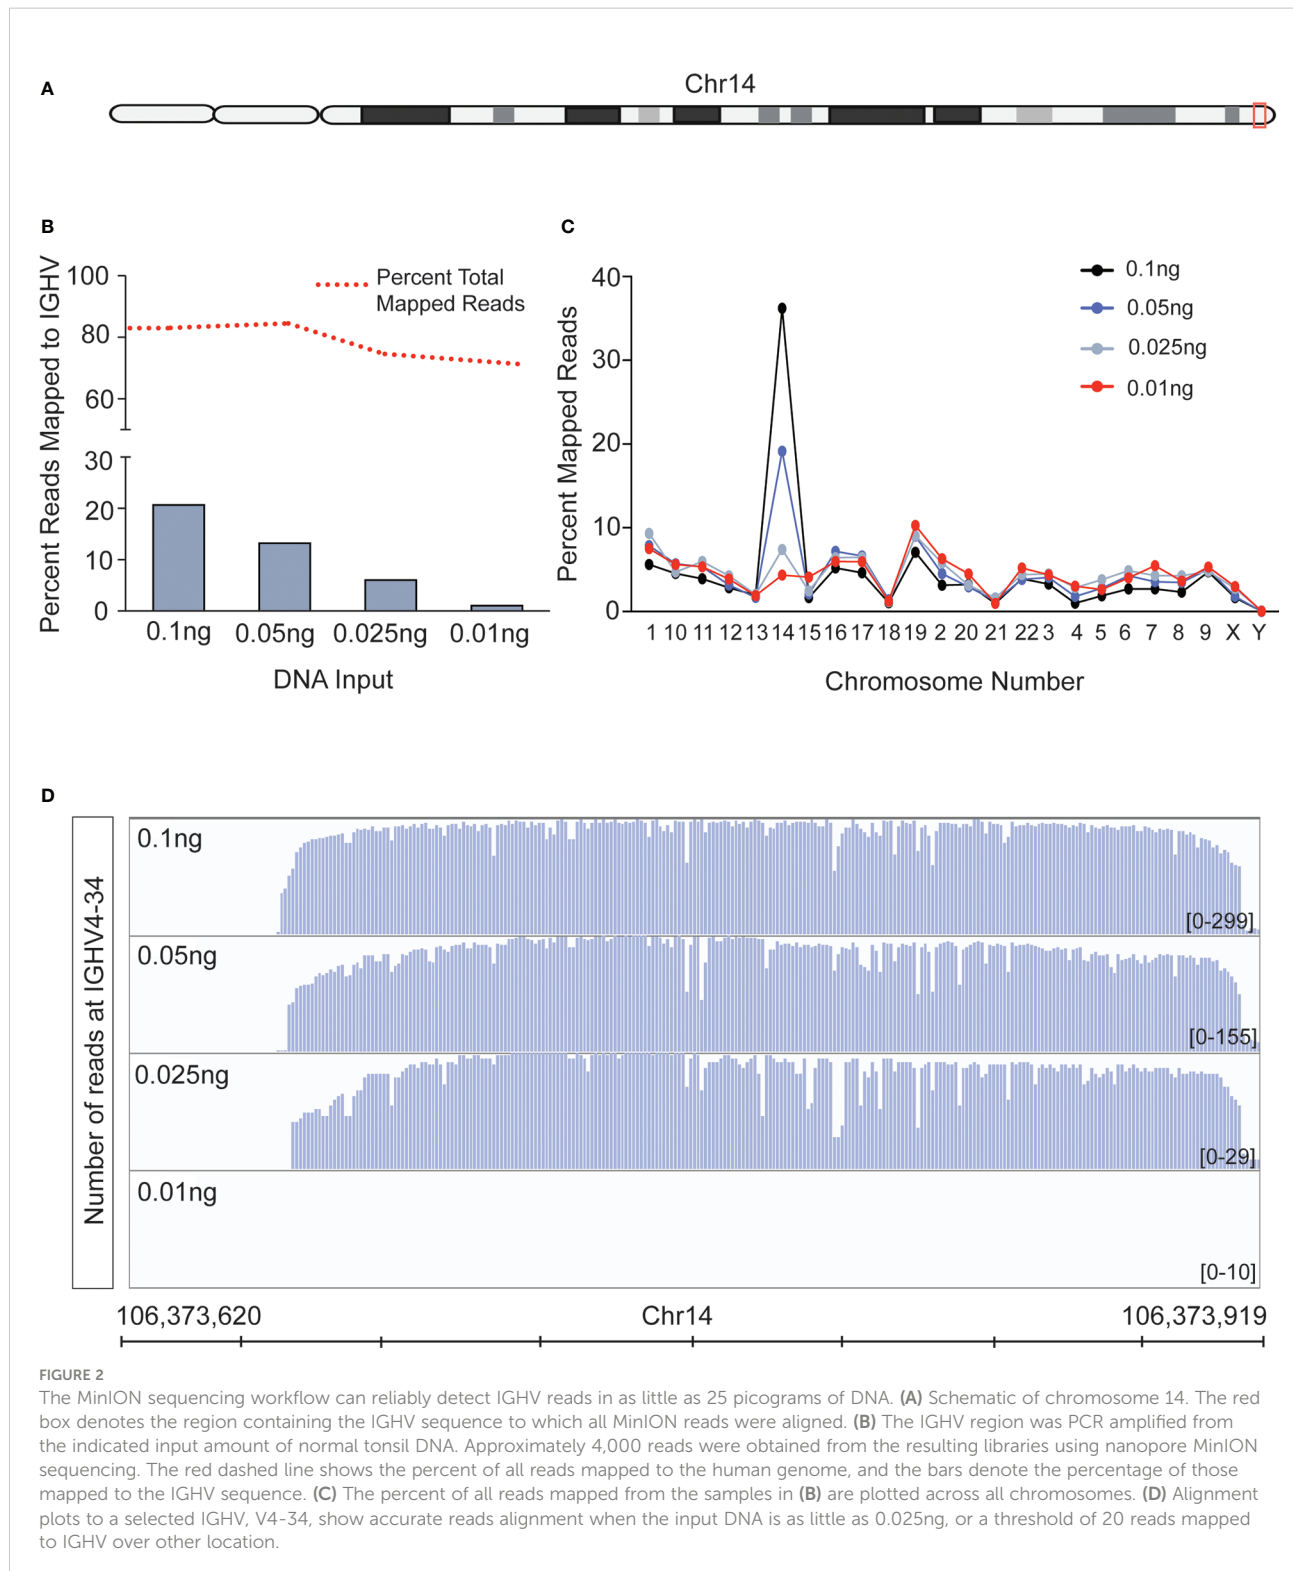 A
Chr14
B
Percent Reads Mapped to IGHV
100
80
60
30
20
10
0
Percent Total
Mapped Reads
0.1ng 0.05ng 0.025ng 0.01ng
DNA Input
C
Percent Mapped Reads
40
30
20
10
0
0.1ng
0.05ng
0.025ng
0.01ng
1 10 11 12 13 14 15 16 17 18 19 2 20 21 22 3 4 5 6 7 8 9 X Y
Chromosome Number
D
Number of reads at IGHV4-34
0.1ng
[0-299]
0.05ng
[0-155]
0.025ng
[0-29]
0.01ng
[0-10]
106,373,620 Chr14 106,373,919
FIGURE 2
The MinION sequencing workflow can reliably detect IGHV reads in as little as 25 picograms of DNA. (A) Schematic of chromosome 14. The red
box denotes the region containing the IGHV sequence to which all MinION reads were aligned. (B) The IGHV region was PCR amplified from
the indicated input amount of normal tonsil DNA. Approximately 4,000 reads were obtained from the resulting libraries using nanopore MinION
sequencing. The red dashed line shows the percent of all reads mapped to the human genome, and the bars denote the percentage of those
mapped to the IGHV sequence. (C) The percent of all reads mapped from the samples in (B) are plotted across all chromosomes. (D) Alignment
plots to a selected IGHV, V4-34, show accurate reads alignment when the input DNA is as little as 0.025ng, or a threshold of 20 reads mapped
to IGHV over other location.